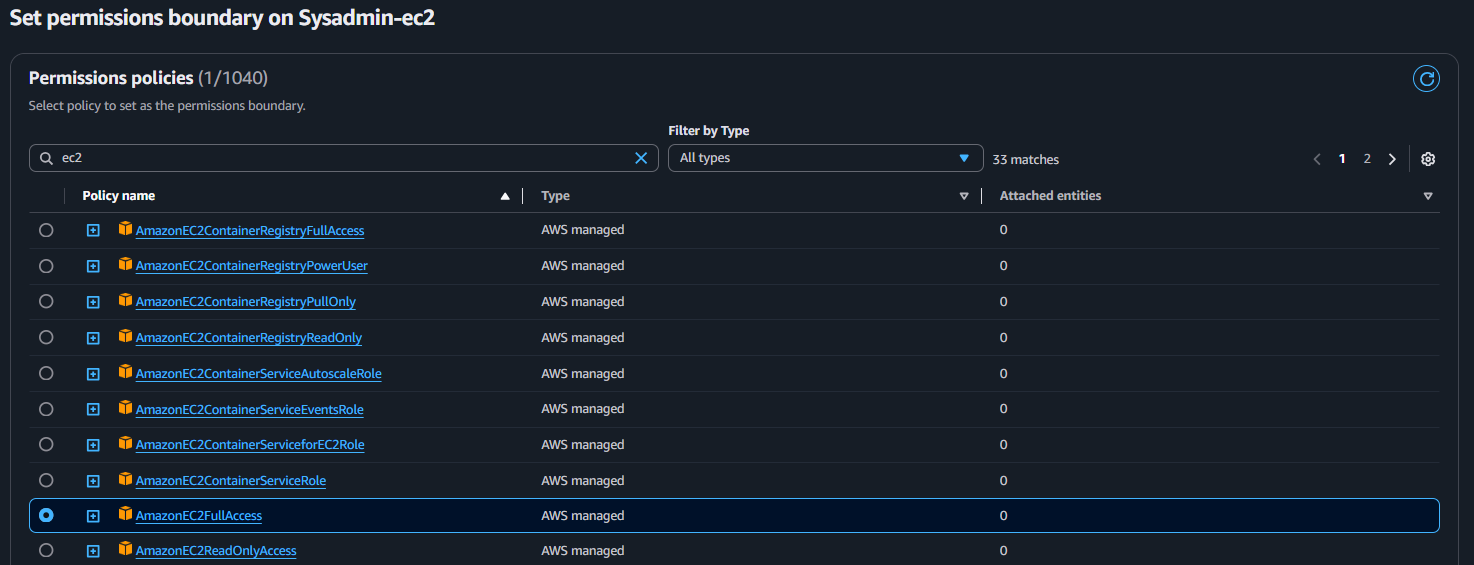 Set permissions boundary on Sysadmin-ec2
Permissions policies (1/1040)
Select policy to set as the permissions boundary.
Filter by Type
ec2 All types 33 matches 1 2
Policy name Type Attached entities
AmazonEC2ContainerRegistryFullAccess AWS managed 0
AmazonEC2ContainerRegistryPowerUser AWS managed 0
AmazonEC2ContainerRegistryPullOnly AWS managed 0
AmazonEC2ContainerRegistryReadOnly AWS managed 0
AmazonEC2ContainerServiceAutoscaleRole AWS managed 0
AmazonEC2ContainerServiceEventsRole AWS managed 0
AmazonEC2ContainerServiceforEC2Role AWS managed 0
AmazonEC2ContainerServiceRole AWS managed 0
AmazonEC2FullAccess AWS managed 0
AmazonEC2ReadOnlyAccess AWS managed 0